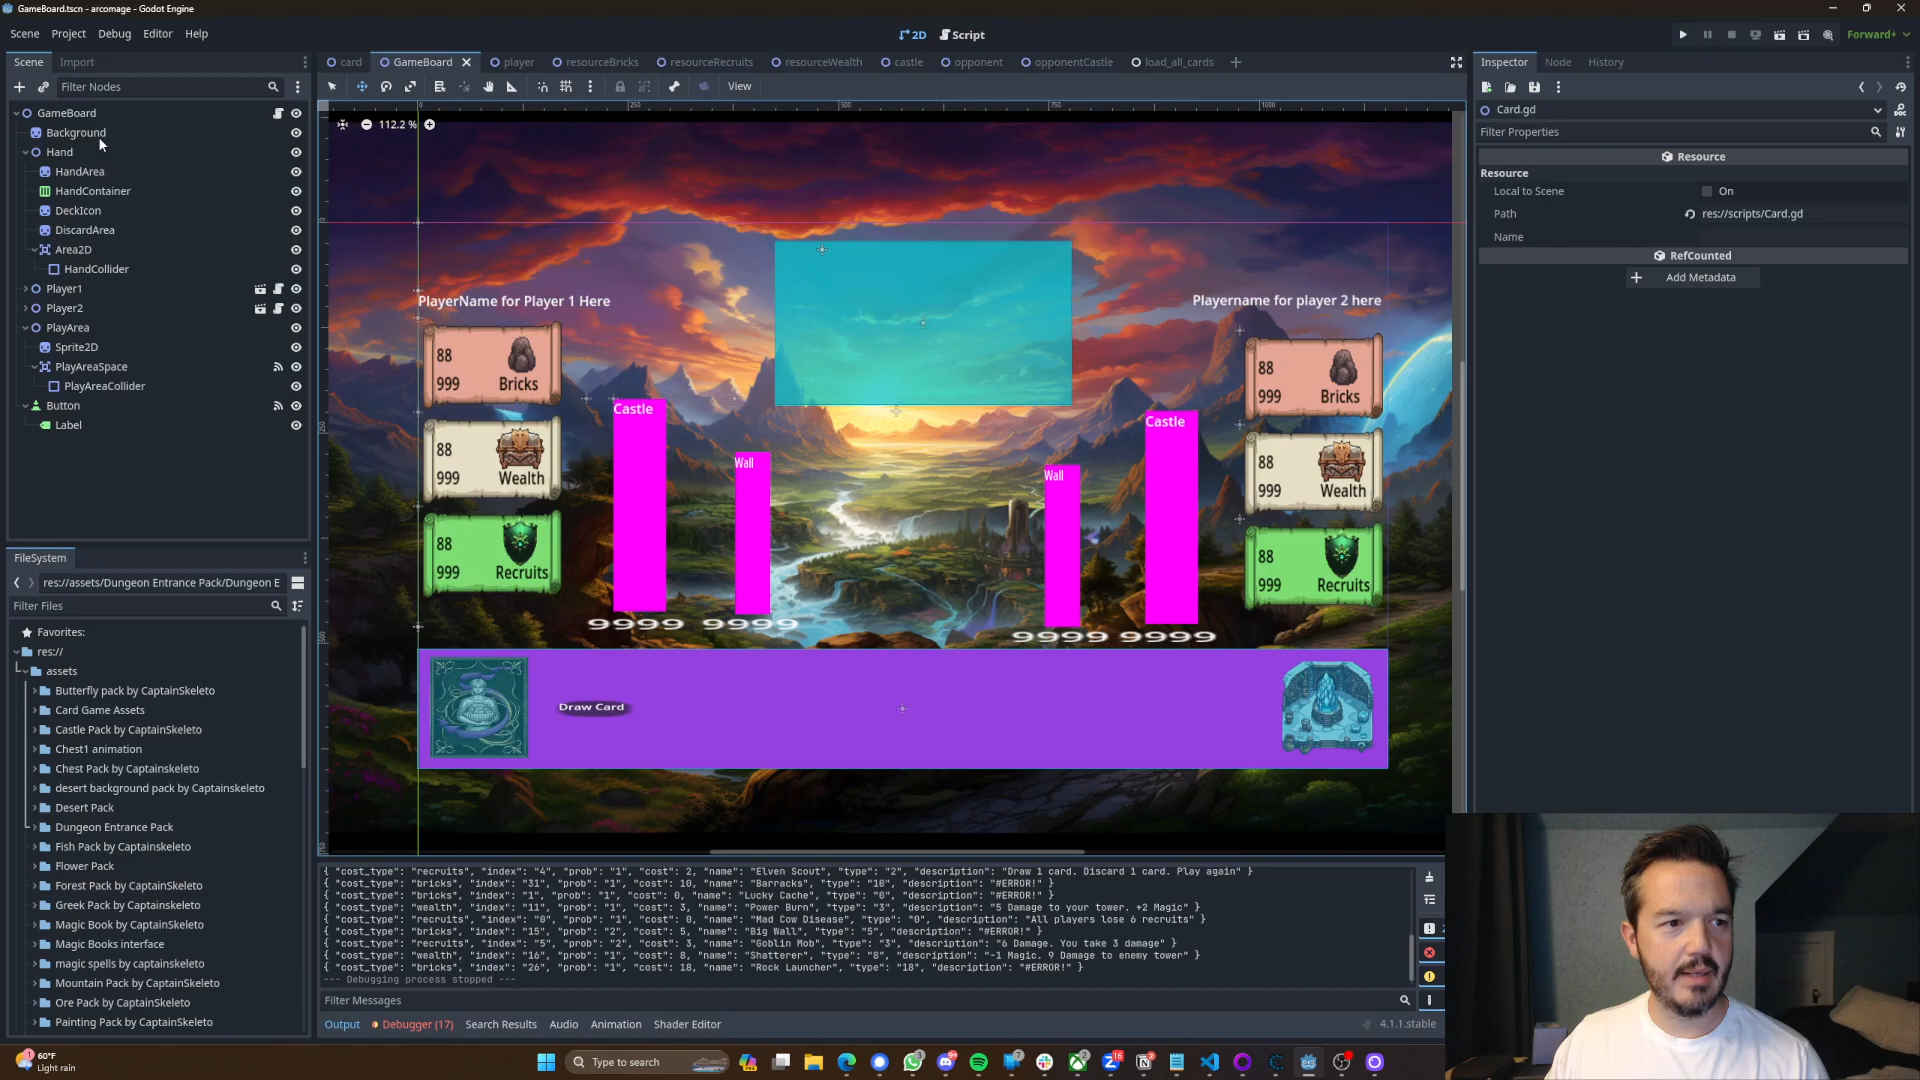 GameBoard.tscn - arcomage - Godot Engine
Scene Project Debug Editor Help
2D Script
Forward+
Scene Import
card GameBoard player resourceBricks resourceRecruits resourceWealth castle opponent opponentCastle load_all_cards
Inspector Node History
Filter Nodes
View
Card.gd
Filter Properties
Resource
Resource
Local to Scene On
Path res://scripts/Card.gd
Name
RefCounted
Add Metadata
GameBoard
Background
Hand
HandArea
HandContainer
DeckIcon
DiscardArea
Area2D
HandCollider
Player1
Player2
PlayArea
Sprite2D
PlayAreaSpace
PlayAreaCollider
Button
Label
0 250 500 750 1000
112.2 %
PlayerName for Player 1 Here
Playername for player 2 here
88
999 Bricks
88
999 Wealth
88
999 Recruits
Castle
Wall
9999 9999
Castle
Wall
9999 9999
88
999 Bricks
88
999 Wealth
88
999 Recruits
Draw Card
FileSystem
res://assets/Dungeon Entrance Pack/Dungeon E
Filter Files
Favorites:
res://
assets
Butterfly pack by CaptainSkeleto
Card Game Assets
Castle Pack by CaptainSkeleto
Chest1 animation
Chest Pack by Captainskeleto
desert background pack by Captainskeleto
Desert Pack
Dungeon Entrance Pack
Fish Pack by Captainskeleto
Flower Pack
Forest Pack by CaptainSkeleto
Greek Pack by Captainskeleto
Magic Book by CaptainSkeleto
Magic Books interface
magic spells by captainskeleto
Mountain Pack by CaptainSkeleto
Ore Pack by CaptainSkeleto
Painting Pack by CaptainSkeleto
{ "cost_type": "recruits", "index": "4", "prob": "1", "cost": 2, "name": "Elven Scout", "type": "2", "description": "Draw 1 card. Discard 1 card. Play again" }
{ "cost_type": "bricks", "index": "31", "prob": "1", "cost": 10, "name": "Barracks", "type": "10", "description": "#ERROR!" }
{ "cost_type": "bricks", "index": "1", "prob": "1", "cost": 0, "name": "Lucky Cache", "type": "0", "description": "#ERROR!" }
{ "cost_type": "wealth", "index": "11", "prob": "1", "cost": 3, "name": "Power Burn", "type": "3", "description": "5 Damage to your tower. +2 Magic" }
{ "cost_type": "recruits", "index": "0", "prob": "1", "cost": 0, "name": "Mad Cow Disease", "type": "0", "description": "All players lose 6 recruits" }
{ "cost_type": "bricks", "index": "15", "prob": "2", "cost": 5, "name": "Big Wall", "type": "5", "description": "#ERROR!" }
{ "cost_type": "recruits", "index": "5", "prob": "2", "cost": 3, "name": "Goblin Mob", "type": "3", "description": "6 Damage. You take 3 damage" }
{ "cost_type": "wealth", "index": "16", "prob": "1", "cost": 8, "name": "Shatterer", "type": "8", "description": "-1 Magic. 9 Damage to enemy tower" }
{ "cost_type": "bricks", "index": "26", "prob": "1", "cost": 18, "name": "Rock Launcher", "type": "18", "description": "#ERROR!" }
--- Debugging process stopped ---
Filter Messages
Output Debugger (17) Search Results Audio Animation Shader Editor
4.1.1.stable
60°F
Light rain
Type to search